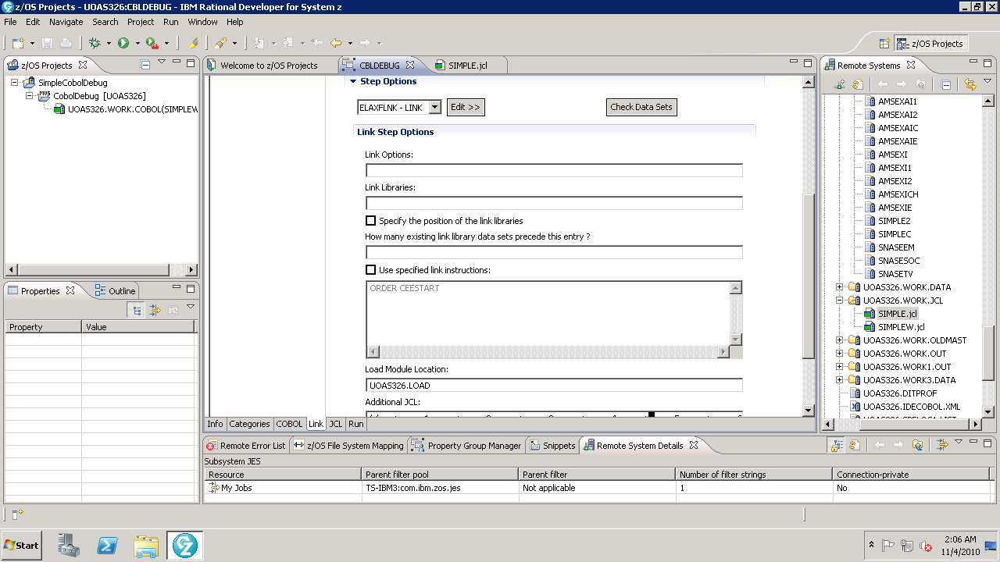 z/OS Projects - UOAS326:CBLDEBUG - IBM Rational Developer for System z
File Edit Navigate Search Project Run Window Help
z/OS Projects
z/OS Projects
SimpleCobolDebug
CobolDebug [UOAS326]
UOAS326.WORK.COBOL(SIMPLEW
Properties
Outline
Property Value
Welcome to z/OS Projects
CBLDEBUG
SIMPLE.jcl
Step Options
ELAXFLNK - LINK
Edit >>
Check Data Sets
Link Step Options
Link Options:
Link Libraries:
Specify the position of the link libraries
How many existing link library data sets precede this entry ?
Use specified link instructions:
ORDER CEESTART
Load Module Location:
UOAS326.LOAD
Additional JCL:
Info Categories COBOL Link JCL Run
Remote Systems
AMSEXAI1
AMSEXAI2
AMSEXAIC
AMSEXAIE
AMSEXI
AMSEXI1
AMSEXI2
AMSEXICH
AMSEXIE
SIMPLE2
SIMPLEC
SNASEEM
SNASESOC
SNASETV
UOAS326.WORK.DATA
UOAS326.WORK.JCL
SIMPLE.jcl
SIMPLEW.jcl
UOAS326.WORK.OLDMAST
UOAS326.WORK.OUT
UOAS326.WORK1.OUT
UOAS326.WORK3.DATA
UOAS326.DITPROF
UOAS326.IDECOBOL.XML
Remote Error List
z/OS File System Mapping
Property Group Manager
Snippets
Remote System Details
Subsystem JES
Resource Parent filter pool Parent filter Number of filter strings Connection-private
My Jobs TS-IBM3:com.ibm.zos.jes Not applicable 1 No
Start
2:06 AM
11/4/2010